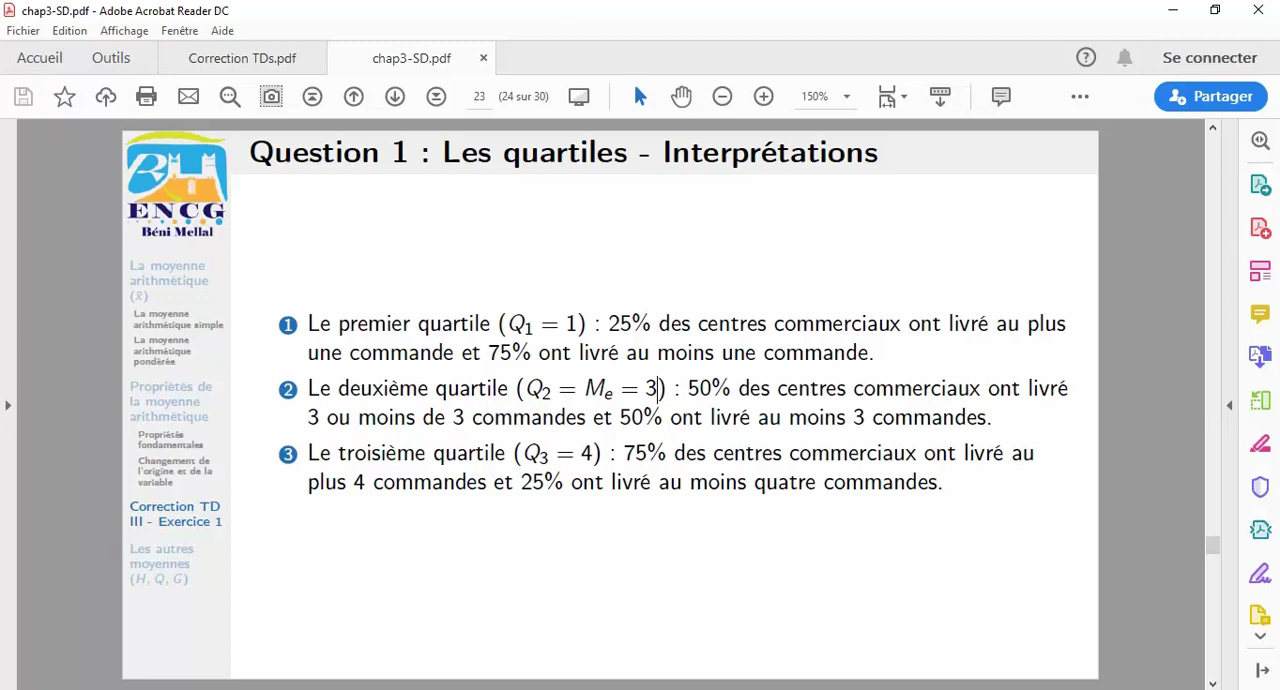 chap3-SD.pdf - Adobe Acrobat Reader DC
Fichier Edition Affichage Fenêtre Aide
Accueil Outils Correction TDs.pdf chap3-SD.pdf × Se connecter
23 (24 sur 30) 150% Partager
Question 1 : Les quartiles - Interprétations
ENCG
Béni Mellal
La moyenne
arithmétique
(x̄)
La moyenne
arithmétique simple
La moyenne
arithmétique
pondérée
Propriétés de
la moyenne
arithmétique
Propriétés
fondamentales
Changement de
l'origine et de la
variable
Correction TD
III - Exercice 1
Les autres
moyennes
(H, Q, G)
1 Le premier quartile (Q₁ = 1) : 25% des centres commerciaux ont livré au plus
une commande et 75% ont livré au moins une commande.
2 Le deuxième quartile (Q₂ = Mₑ = 3) : 50% des centres commerciaux ont livré
3 ou moins de 3 commandes et 50% ont livré au moins 3 commandes.
3 Le troisième quartile (Q₃ = 4) : 75% des centres commerciaux ont livré au
plus 4 commandes et 25% ont livré au moins quatre commandes.